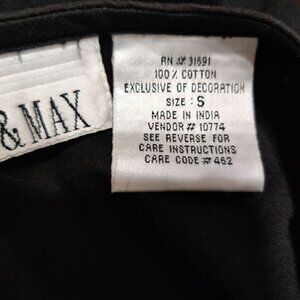 & MAX
RN # 31691
100% COTTON
EXCLUSIVE OF DECORATION
SIZE: S
MADE IN INDIA
VENDOR# 10774
SEE REVERSE FOR
CARE INSTRUCTIONS
CARE CODE# 462